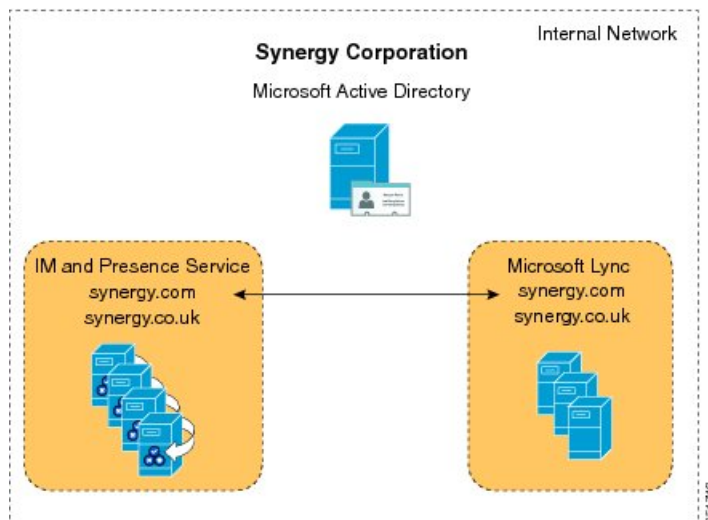 Internal Network
Synergy Corporation
Microsoft Active Directory
IM and Presence Service
synergy.com
synergy.co.uk
Microsoft Lync
synergy.com
synergy.co.uk